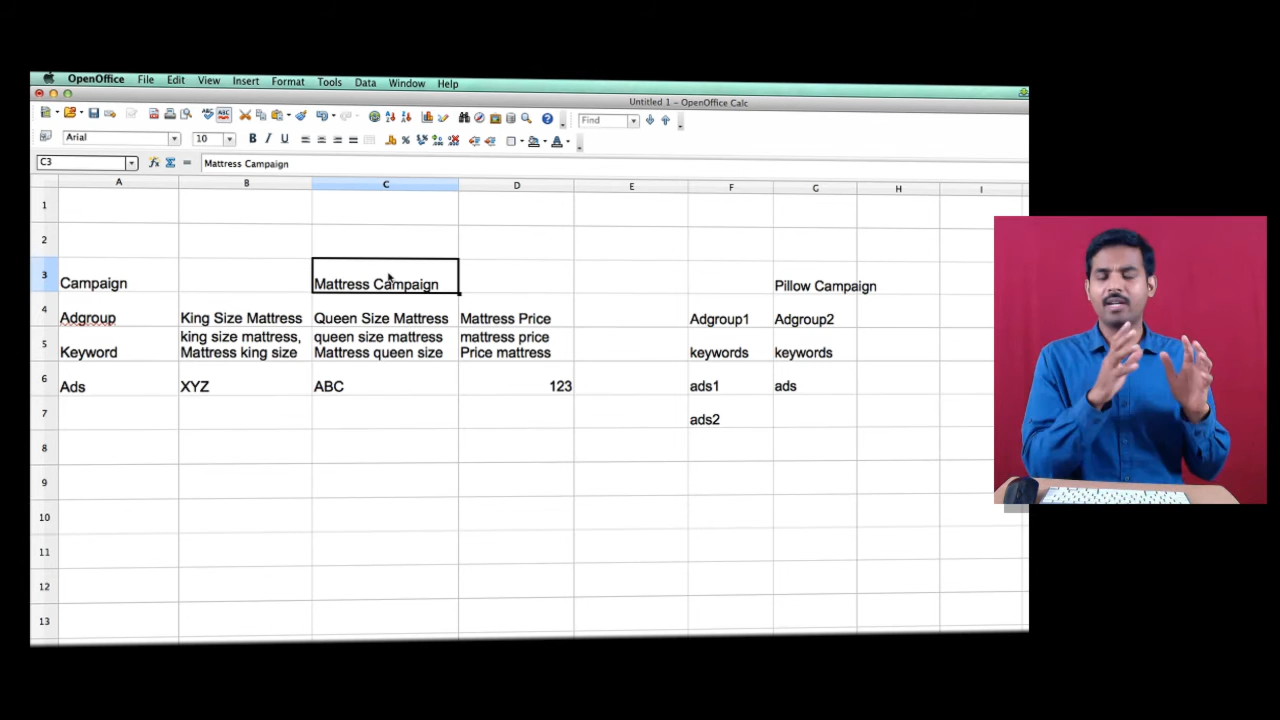 OpenOffice File Edit View Insert Format Tools Data Window Help
Untitled 1 - OpenOffice Calc
Find
Arial 10 B I U
C3 Mattress Campaign
A B C D E F G H I
1
2
3 Campaign Mattress Campaign Pillow Campaign
4 Adgroup King Size Mattress Queen Size Mattress Mattress Price Adgroup1 Adgroup2
king size mattress, queen size mattress mattress price
5 Keyword Mattress king size Mattress queen size Price mattress keywords keywords
6 Ads XYZ ABC 123 ads1 ads
7 ads2
8
9
10
11
12
13